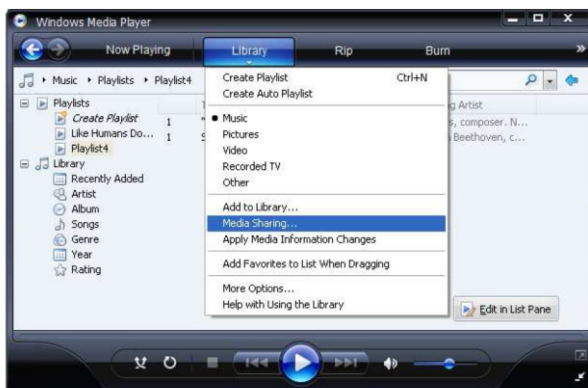 Windows Media Player
Now Playing Library Rip Burn »
Music ▸ Playlists ▸ Playlist4
Playlists
Create Playlist
Like Humans Do...
Playlist4
Library
Recently Added
Artist
Album
Songs
Genre
Year
Rating
1
1
Create Playlist Ctrl+N
Create Auto Playlist
Music
Pictures
Video
Recorded TV
Other
Add to Library...
Media Sharing...
Apply Media Information Changes
Add Favorites to List When Dragging
More Options...
Help with Using the Library
Artist
s, composer. N...
Beethoven, c...
Edit in List Pane